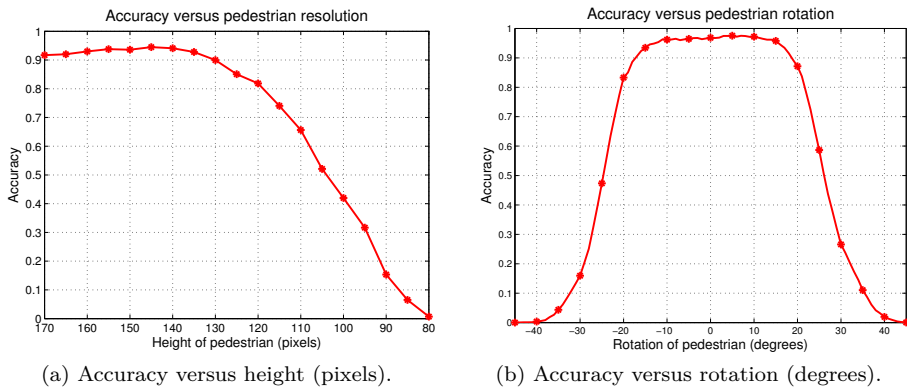 Accuracy versus pedestrian resolution
1
0.9
0.8
0.7
0.6
0.5
0.4
0.3
0.2
0.1
0
Accuracy
170 160 150 140 130 120 110 100 90 80
Height of pedestrian (pixels)
(a) Accuracy versus height (pixels).
Accuracy versus pedestrian rotation
1
0.9
0.8
0.7
0.6
0.5
0.4
0.3
0.2
0.1
0
Accuracy
−40 −30 −20 −10 0 10 20 30 40
Rotation of pedestrian (degrees)
(b) Accuracy versus rotation (degrees).